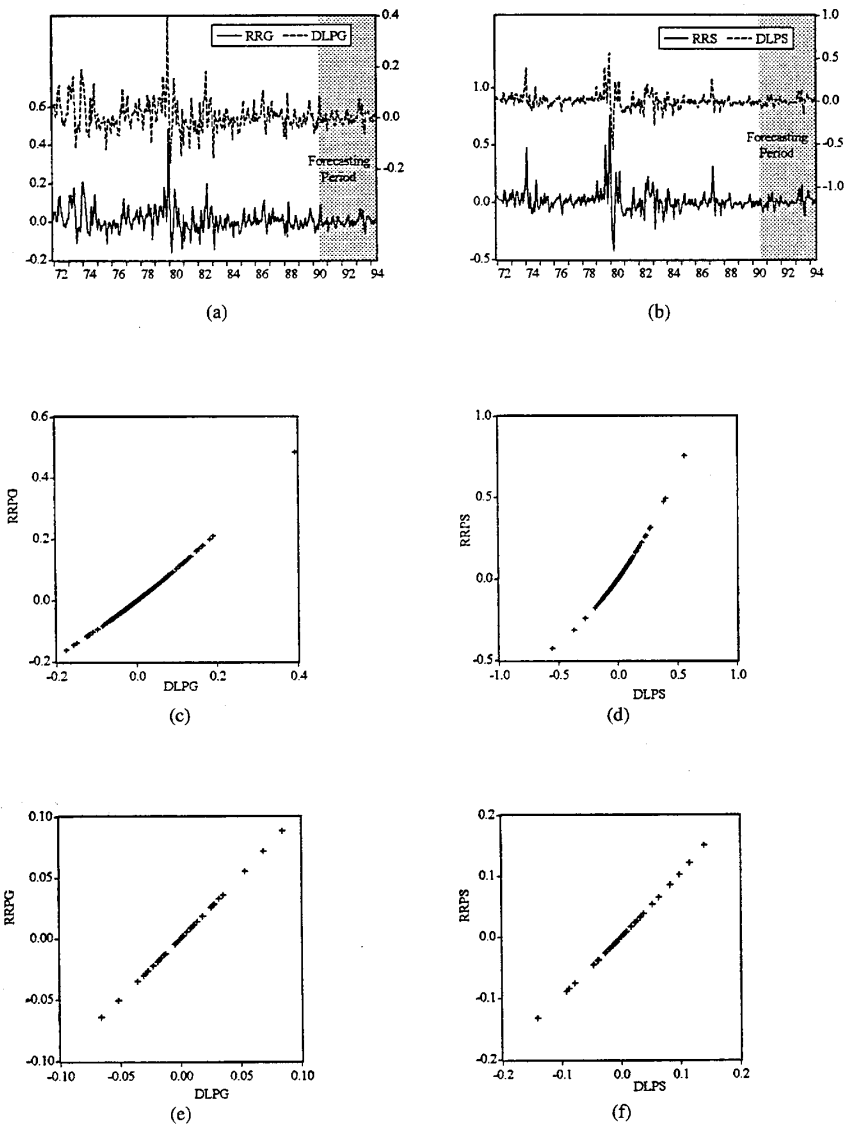 RRG DLPG
0.4
0.2
0.0
-0.2
0.6
0.5
0.4
0.2
0.0
-0.2
Forecasting
Period
72 74 76 78 80 82 84 86 88 90 92 94
(a)
RRS DLPS
1.0
0.5
0.0
-0.5
-1.0
1.0
0.5
0.0
-0.5
Forecasting
Period
72 74 76 78 80 82 84 86 88 90 92 94
(b)
0.6
0.4
0.2
0.0
-0.2
RRPG
-0.2 0.0 0.2 0.4
DLPG
(c)
1.0
0.5
0.0
-0.5
RRPS
-1.0 -0.5 0.0 0.5 1.0
DLPS
(d)
0.10
0.05
0.00
-0.05
-0.10
RRPG
-0.10 -0.05 0.00 0.05 0.10
DLPG
(e)
0.2
0.1
0.0
-0.1
-0.2
RRPS
-0.2 -0.1 0.0 0.1 0.2
DLPS
(f)